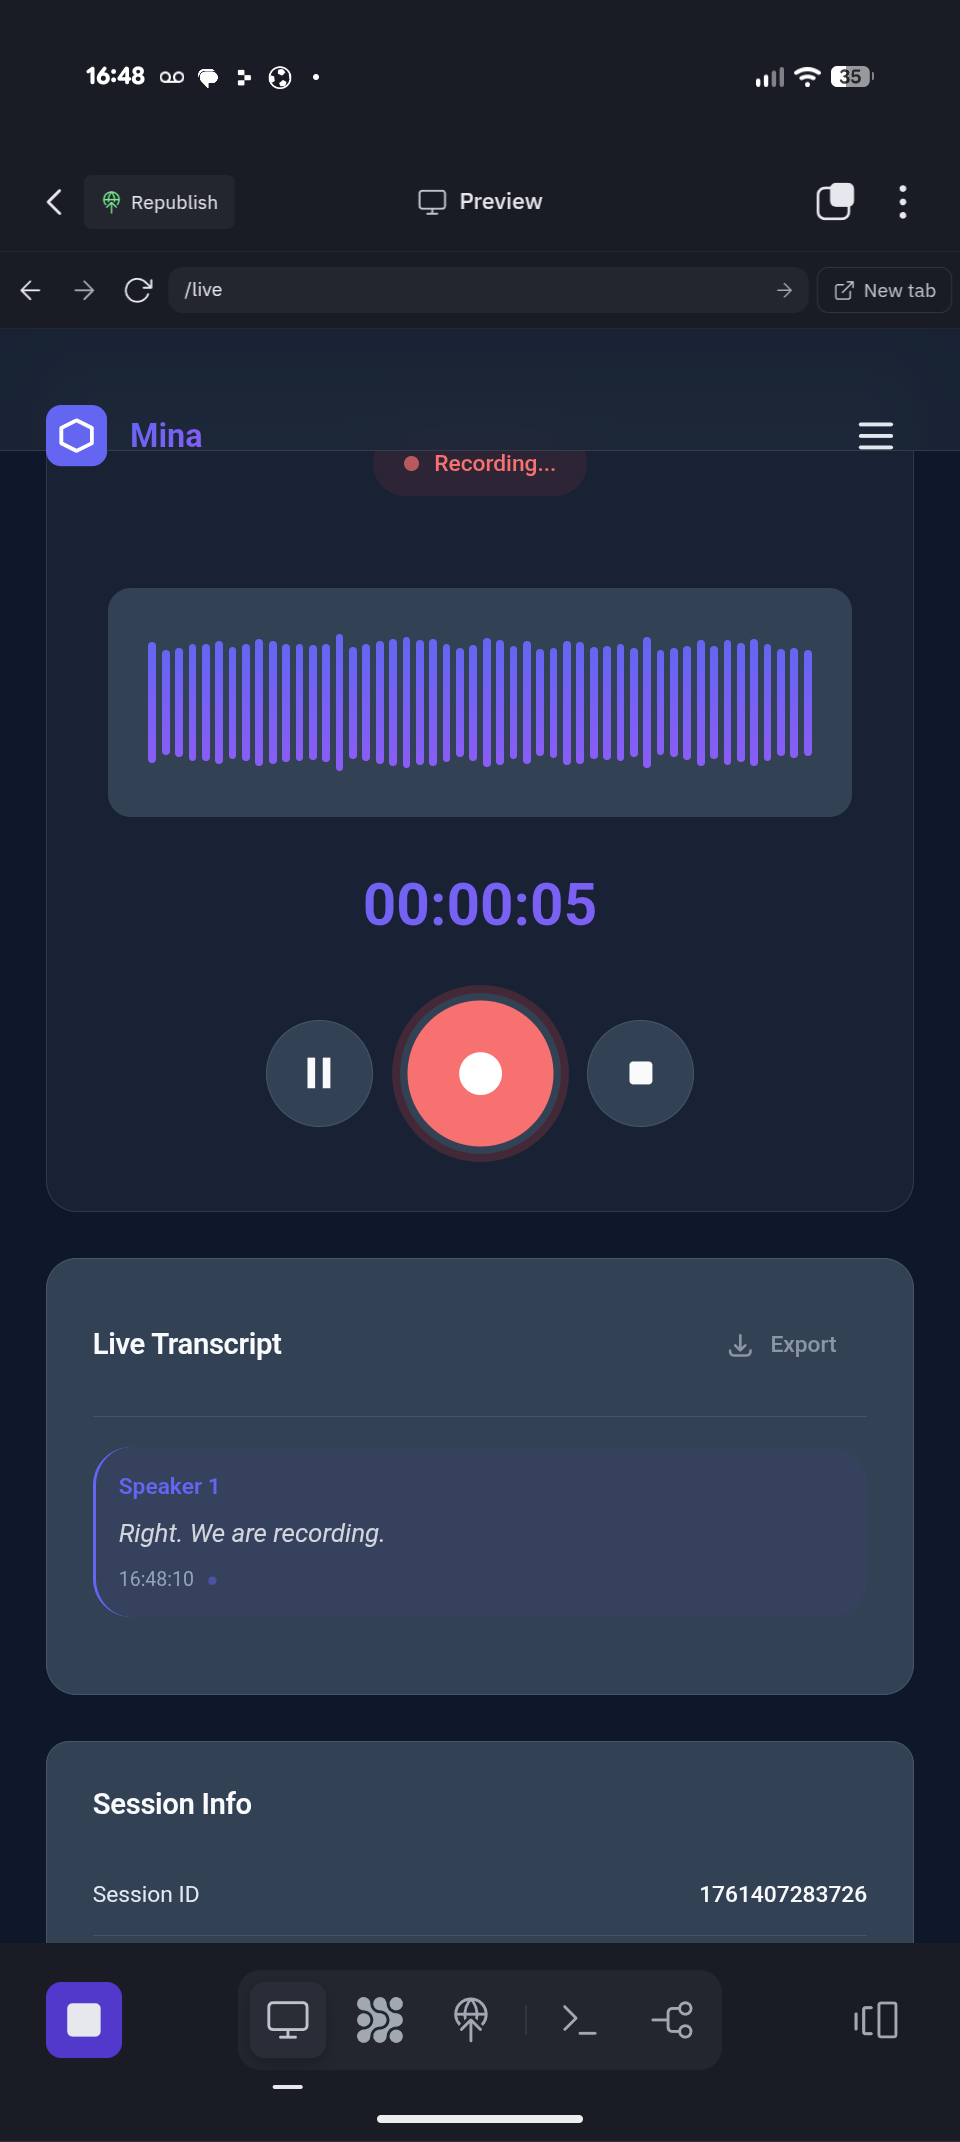 16:48
35
Republish
Preview
/live
New tab
Mina
Recording...
00:00:05
Live Transcript
Export
Speaker 1
Right. We are recording.
16:48:10
Session Info
Session ID
1761407283726